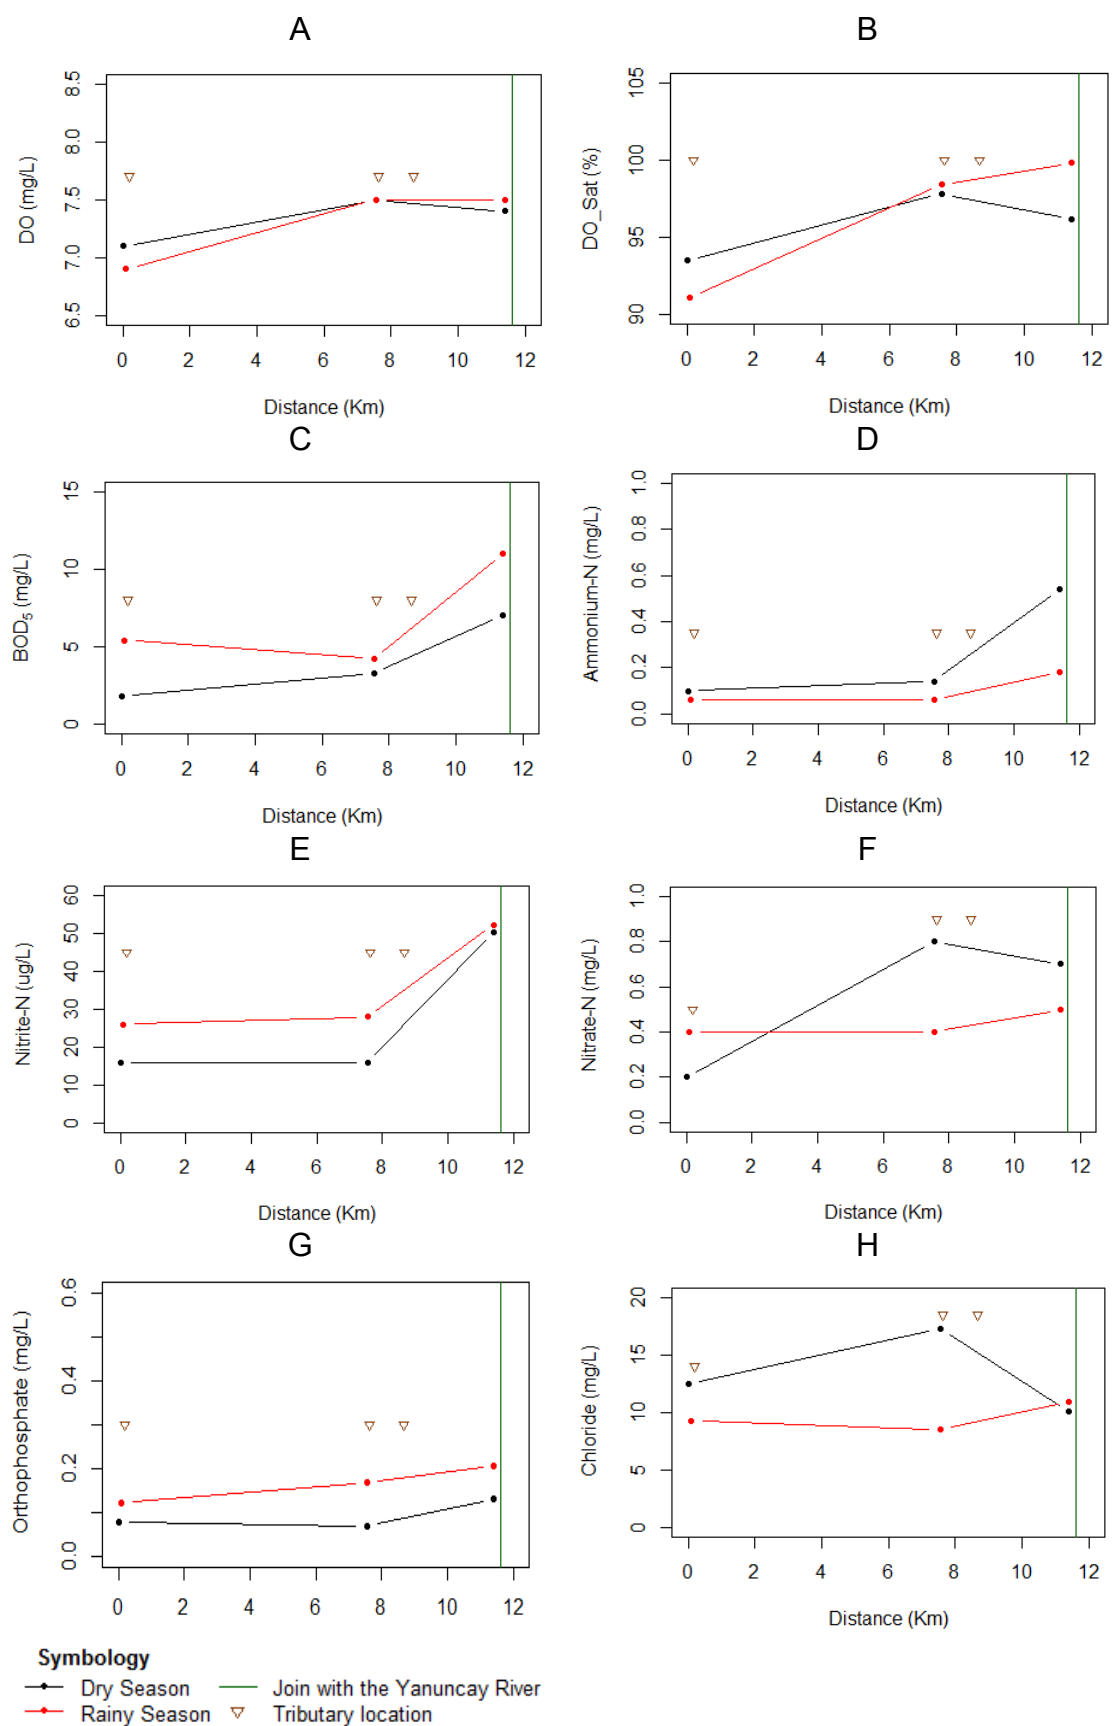 A
B
DO (mg/L)
8.5
8.0
7.5
7.0
6.5
0 2 4 6 8 10 12
Distance (Km)
DO_Sat (%)
105
100
95
90
0 2 4 6 8 10 12
Distance (Km)
C
D
BOD₅ (mg/L)
15
10
5
0
0 2 4 6 8 10 12
Distance (Km)
Ammonium-N (mg/L)
1.0
0.8
0.6
0.4
0.2
0.0
0 2 4 6 8 10 12
Distance (Km)
E
F
Nitrite-N (ug/L)
60
50
40
30
20
10
0
0 2 4 6 8 10 12
Distance (Km)
Nitrate-N (mg/L)
1.0
0.8
0.6
0.4
0.2
0.0
0 2 4 6 8 10 12
Distance (Km)
G
H
Orthophosphate (mg/L)
0.6
0.4
0.2
0.0
0 2 4 6 8 10 12
Chloride (mg/L)
20
15
10
5
0
0 2 4 6 8 10 12
Distance (Km)
Symbology
Dry Season
Join with the Yanuncay River
Rainy Season
Tributary location